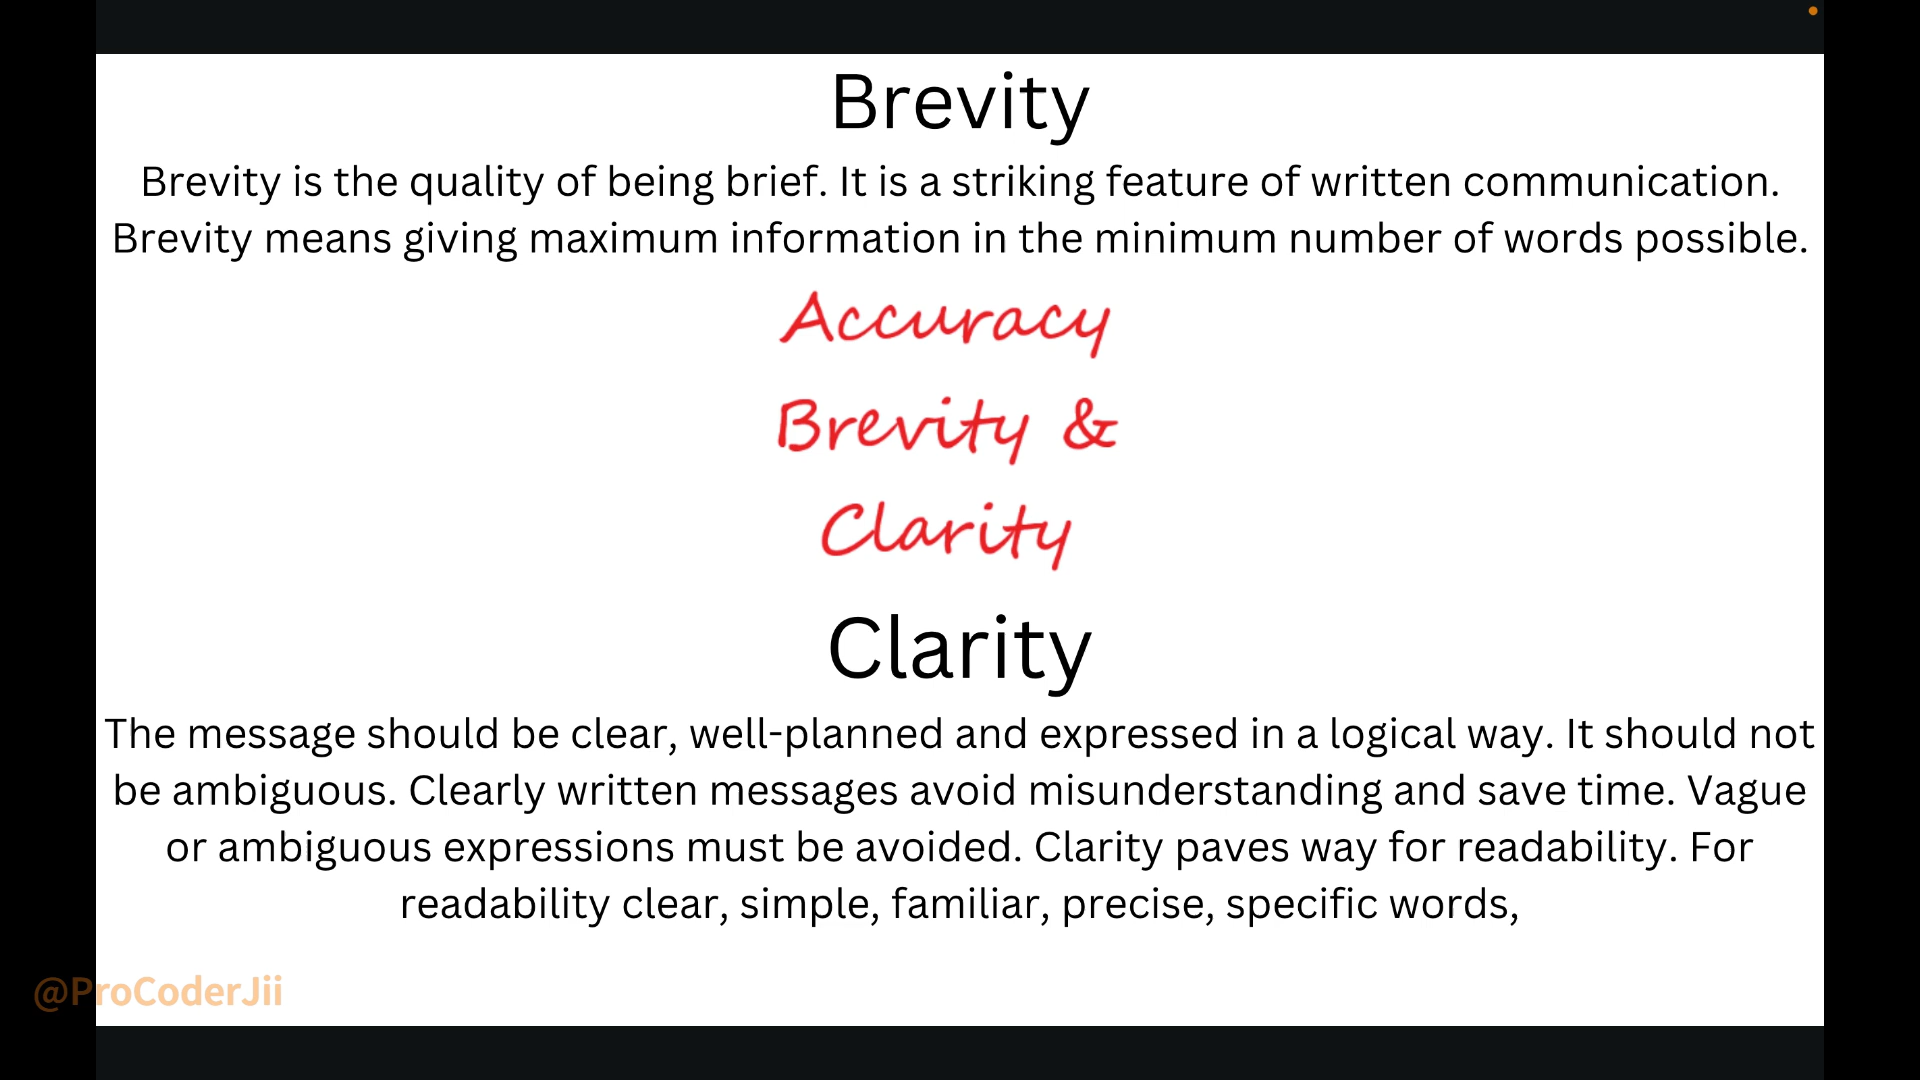 Brevity
Brevity is the quality of being brief. It is a striking feature of written communication.
Brevity means giving maximum information in the minimum number of words possible.
Accuracy
Brevity &
Clarity
Clarity
The message should be clear, well-planned and expressed in a logical way. It should not
be ambiguous. Clearly written messages avoid misunderstanding and save time. Vague
or ambiguous expressions must be avoided. Clarity paves way for readability. For
readability clear, simple, familiar, precise, specific words,
@ProCoderJii